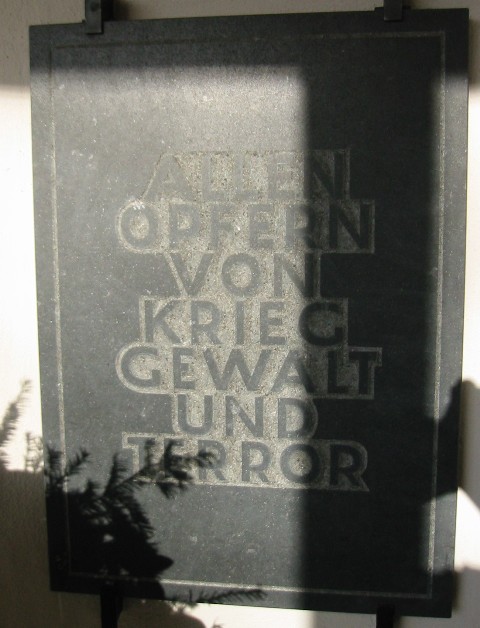 ALLEN
OPFERN
VON
KRIEG
GEWALT
UND
TERROR